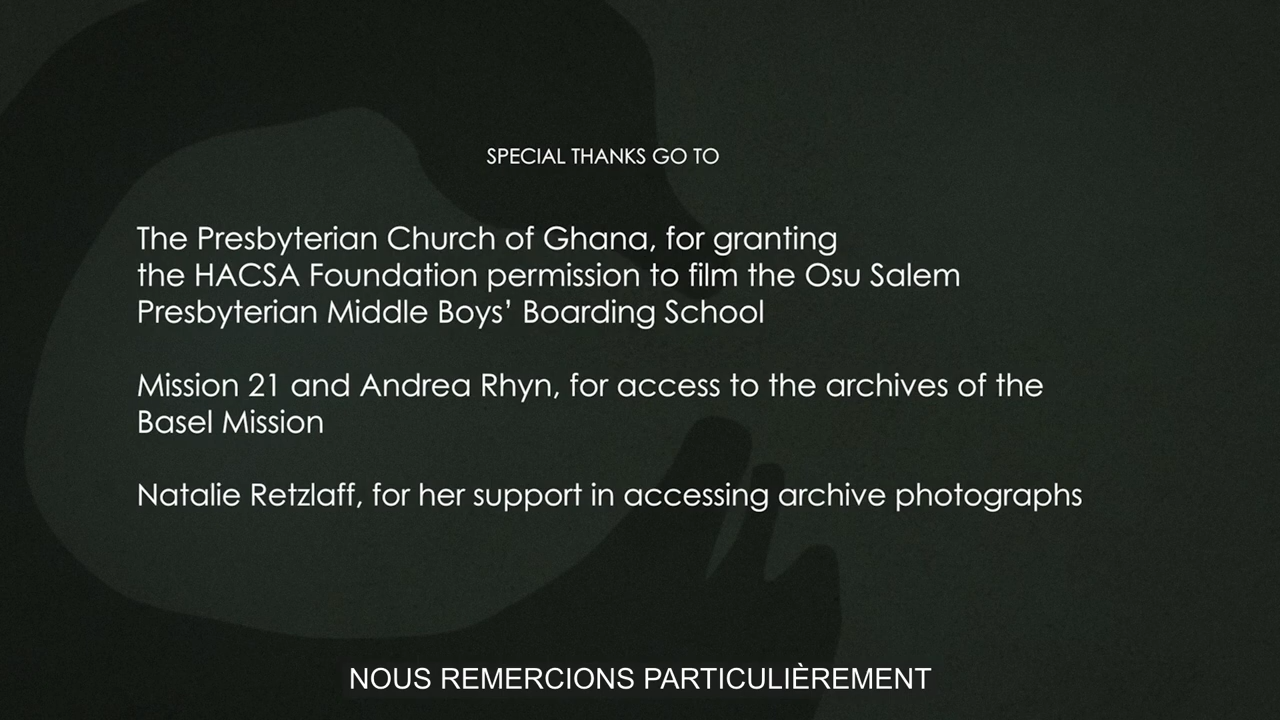 SPECIAL THANKS GO TO
The Presbyterian Church of Ghana, for granting
the HACSA Foundation permission to film the Osu Salem
Presbyterian Middle Boys’ Boarding School
Mission 21 and Andrea Rhyn, for access to the archives of the
Basel Mission
Natalie Retzlaff, for her support in accessing archive photographs
NOUS REMERCIONS PARTICULIÈREMENT